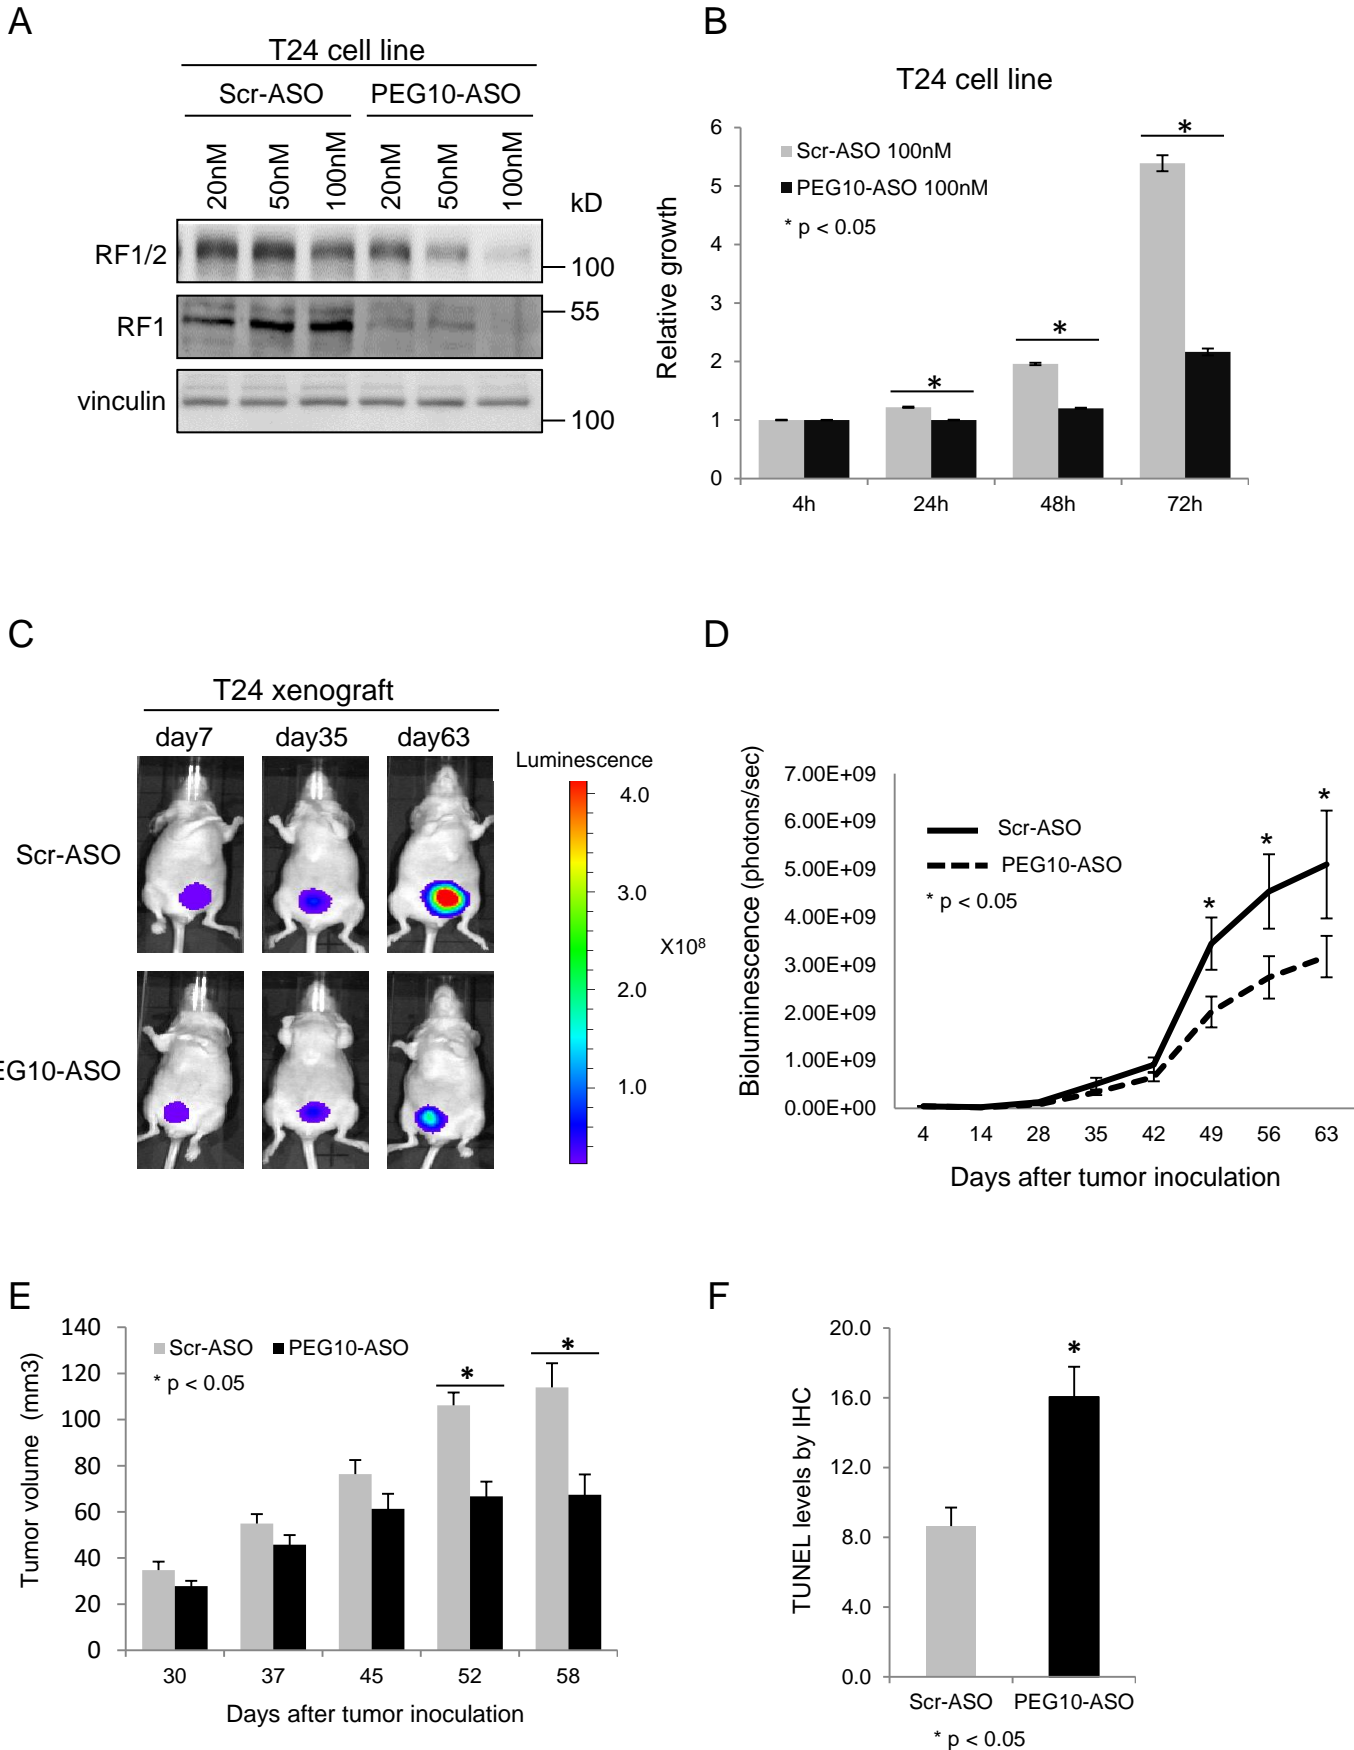 A
T24 cell line
Scr-ASO PEG10-ASO
20nM 50nM 100nM 20nM 50nM 100nM
kD
RF1/2
100
RF1
55
vinculin
100
B
T24 cell line
Scr-ASO 100nM
PEG10-ASO 100nM
* p < 0.05
* * *
Relative growth
6
5
4
3
2
1
0
4h 24h 48h 72h
C
T24 xenograft
day7 day35 day63
Scr-ASO
EG10-ASO
Luminescence
4.0
3.0
2.0
1.0
X10⁸
D
Bioluminescence (photons/sec)
7.00E+09
6.00E+09
5.00E+09
4.00E+09
3.00E+09
2.00E+09
1.00E+09
0.00E+00
Scr-ASO
PEG10-ASO
* p < 0.05
* * *
4 14 28 35 42 49 56 63
Days after tumor inoculation
E
Tumor volume (mm3)
140
120
100
80
60
40
20
0
Scr-ASO PEG10-ASO
* p < 0.05
* *
30 37 45 52 58
Days after tumor inoculation
F
TUNEL levels by IHC
20.0
16.0
12.0
8.0
4.0
0.0
*
Scr-ASO PEG10-ASO
* p < 0.05